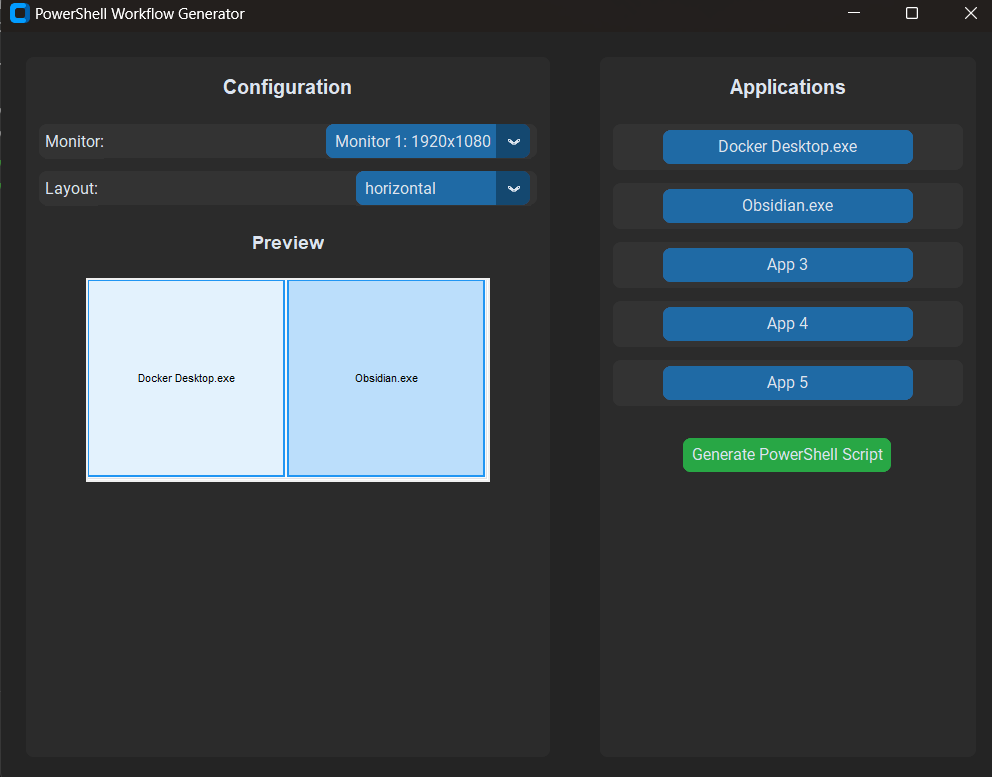 PowerShell Workflow Generator
Configuration
Monitor:
Monitor 1: 1920x1080
Layout:
horizontal
Preview
Docker Desktop.exe
Obsidian.exe
Applications
Docker Desktop.exe
Obsidian.exe
App 3
App 4
App 5
Generate PowerShell Script